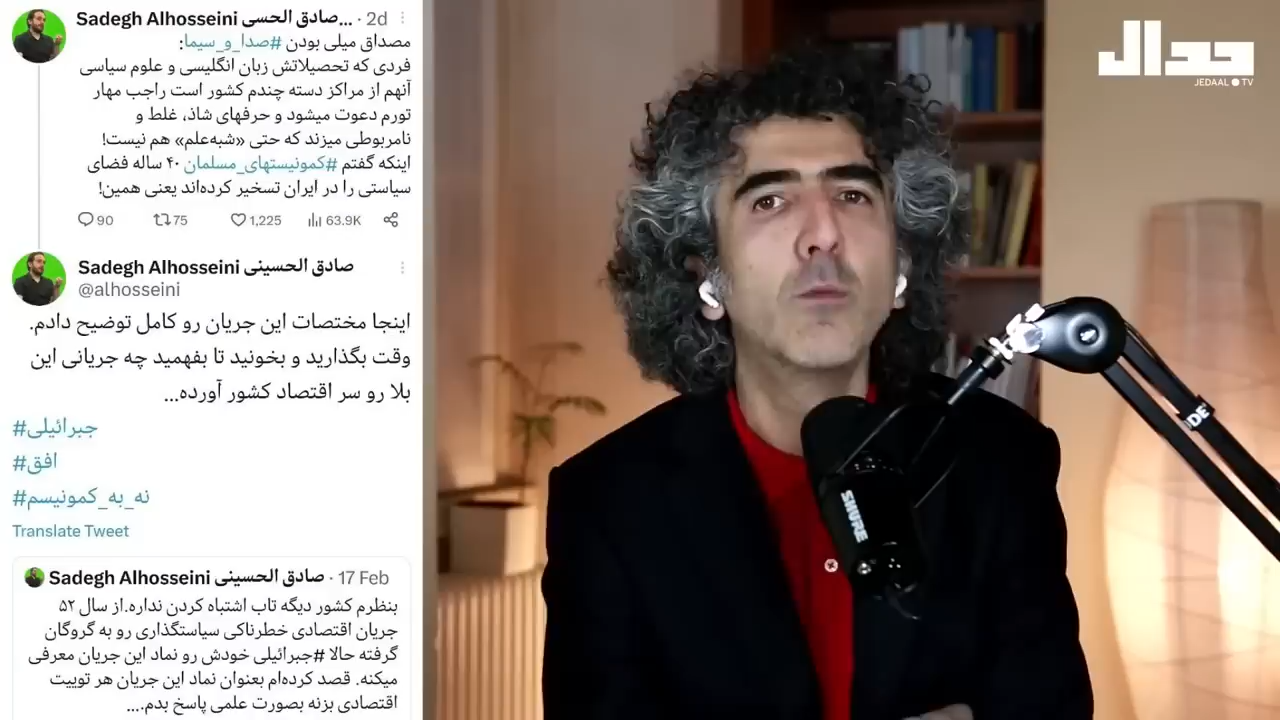 Sadegh Alhosseini صادق الحسی... · 2d
مصداق میلی بودن #صدا_و_سیما:
فردی که تحصیلاتش زبان انگلیسی و علوم سیاسی
آنهم از مراکز دسته چندم کشور است راجب مهار
تورم دعوت میشود و حرفهای شاذ، غلط و
نامربوطی میزند که حتی «شبه‌علم» هم نیست!
اینکه گفتم #کمونیستهای_مسلمان ۴۰ ساله فضای
سیاستی را در ایران تسخیر کرده‌اند یعنی همین!
90 75 1,225 63.9K
Sadegh Alhosseini صادق الحسینی
@alhosseini
اینجا مختصات این جریان رو کامل توضیح دادم.
وقت بگذارید و بخونید تا بفهمید چه جریانی این
بلا رو سر اقتصاد کشور آورده...
#جبرائیلی
#افق
#نه_به_کمونیسم
Translate Tweet
Sadegh Alhosseini صادق الحسینی · 17 Feb
بنظرم کشور دیگه تاب اشتباه کردن نداره.از سال ۵۲
جریان اقتصادی خطرناکی سیاستگذاری رو به گروگان
گرفته حالا #جبرائیلی خودش رو نماد این جریان معرفی
میکنه. قصد کرده‌ام بعنوان نماد این جریان هر توییت
اقتصادی بزنه بصورت علمی پاسخ بدم....
جدال
JEDAAL TV
SHURE
DE